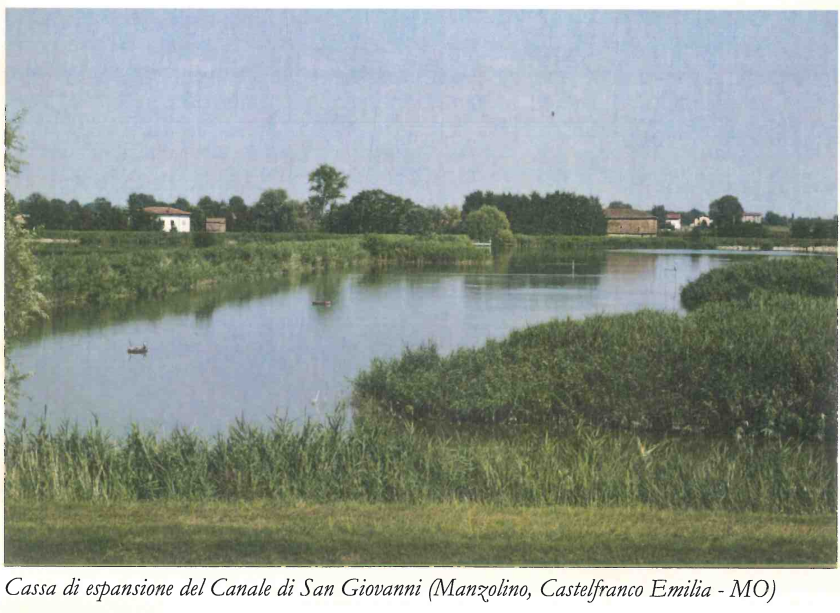 Cassa di espansione del Canale di San Giovanni (Manzolino, Castelfranco Emilia - MO)